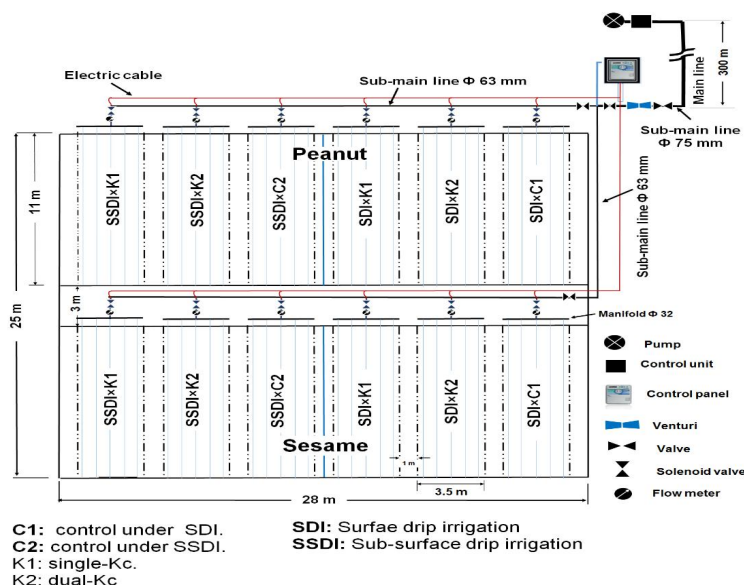 Electric cable
Sub-main line Φ 63 mm
300 m
Main line
Sub-main line
Φ 75 mm
Peanut
11 m
SSDI×K1
SSDI×K2
SSDI×C2
SDI×K1
SDI×K2
SDI×C1
Sub-main line Φ 63 mm
25 m
3 m
Manifold Φ 32
SSDI×K1
SSDI×K2
SSDI×C2
SDI×K1
SDI×K2
SDI×C1
Sesame
1 m
3.5 m
28 m
Pump
Control unit
Control panel
Venturi
Valve
Solenoid valve
Flow meter
C1: control under SDI.
C2: control under SSDI.
K1: single-Kc.
K2: dual-Kc
SDI: Surfae drip irrigation
SSDI: Sub-surface drip irrigation